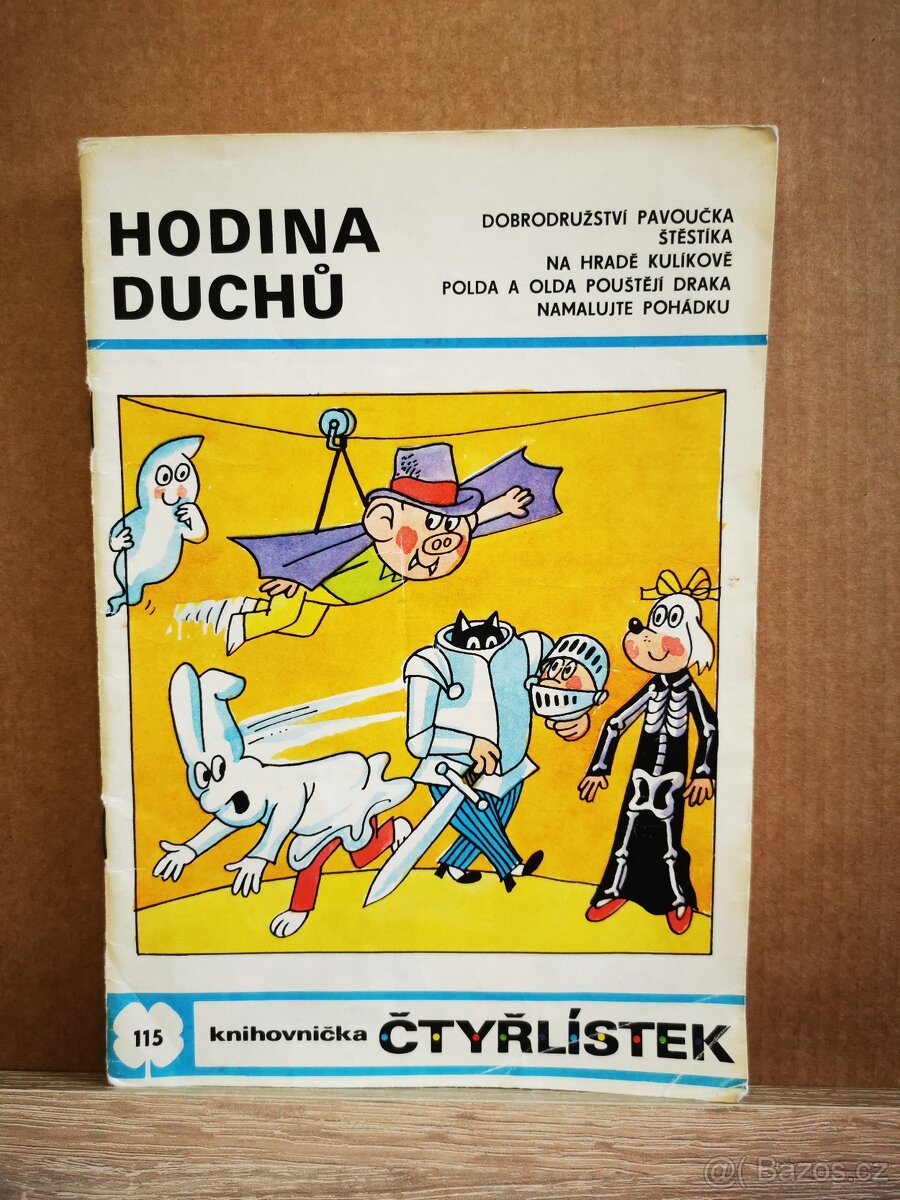 HODINA
DUCHŮ
DOBRODRUŽSTVÍ PAVOUČKA
ŠTĚSTÍKA
NA HRADĚ KULÍKOVĚ
POLDA A OLDA POUŠTĚJÍ DRAKA
NAMALUJTE POHÁDKU
115
knihovnička ČTYŘLÍSTEK
@( Bazos.cz